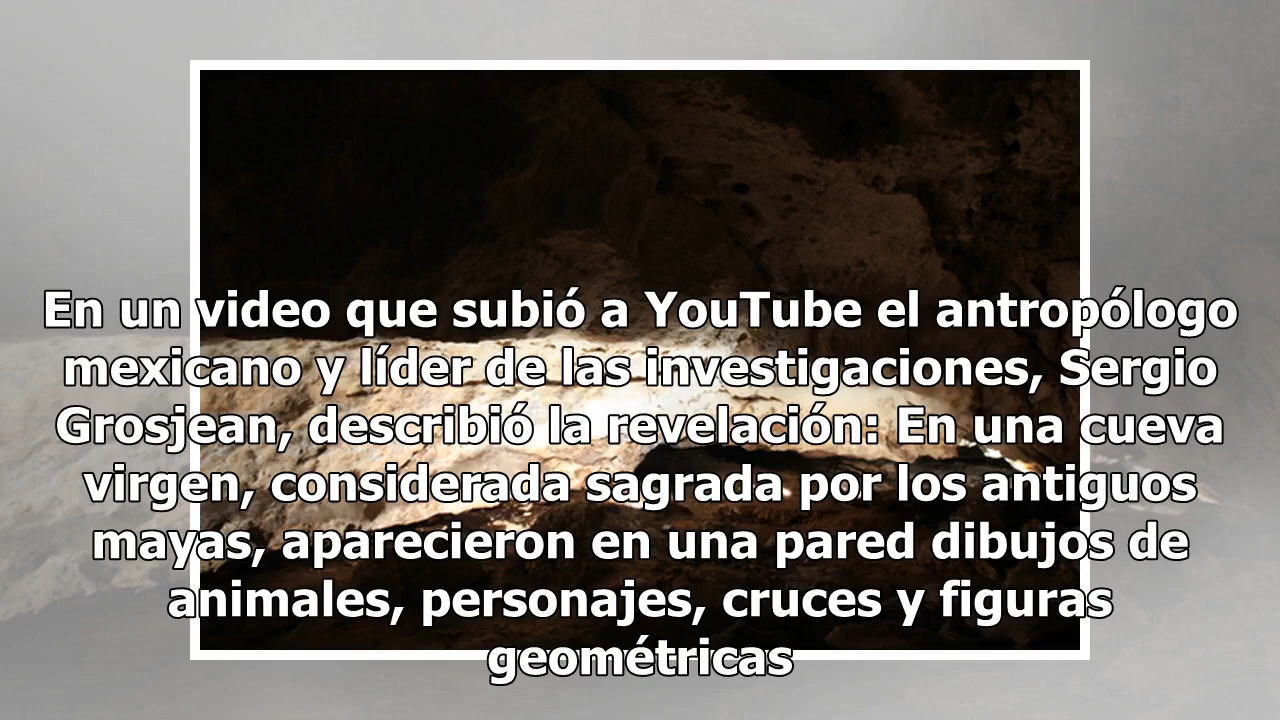 En un video que subió a YouTube el antropólogo
mexicano y líder de las investigaciones, Sergio
Grosjean, describió la revelación: En una cueva
virgen, considerada sagrada por los antiguos
mayas, aparecieron en una pared dibujos de
animales, personajes, cruces y figuras
geométricas